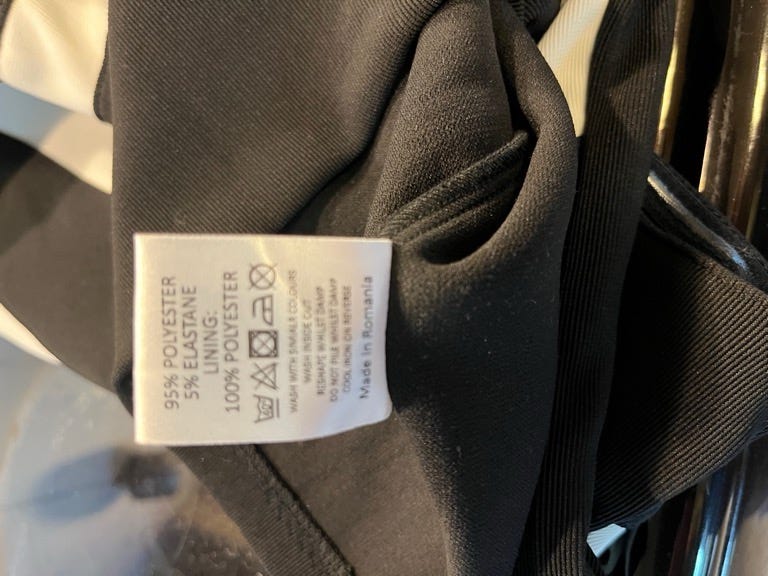 95% POLYESTER
5% ELASTANE
LINING:
100% POLYESTER
WASH WITH SIMILAR COLOURS
WASH INSIDE OUT
RESHAPE WHILST DAMP
DO NOT PILE WHILST DAMP
COOL IRON ON REVERSE
Made in Romania